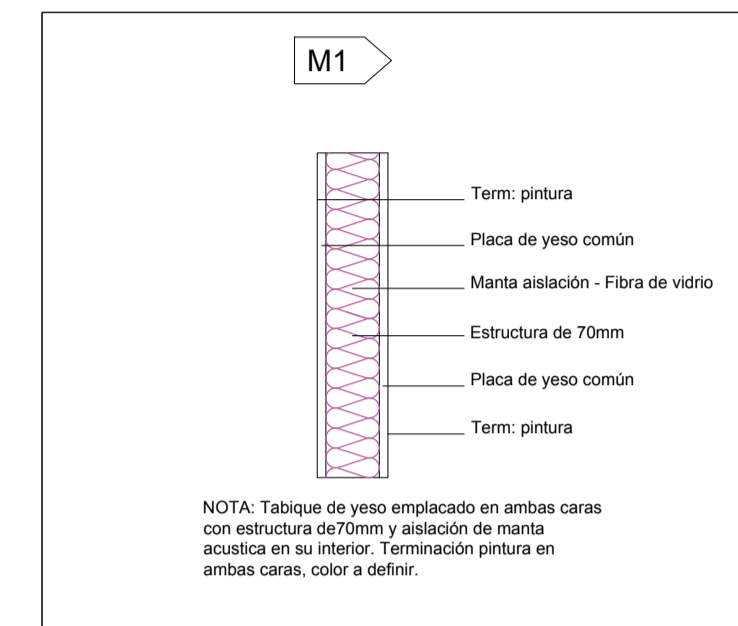 M1
Term: pintura
Placa de yeso común
Manta aislación - Fibra de vidrio
Estructura de 70mm
Placa de yeso común
Term: pintura
NOTA: Tabique de yeso emplacado en ambas caras
con estructura de70mm y aislación de manta
acustica en su interior. Terminación pintura en
ambas caras, color a definir.